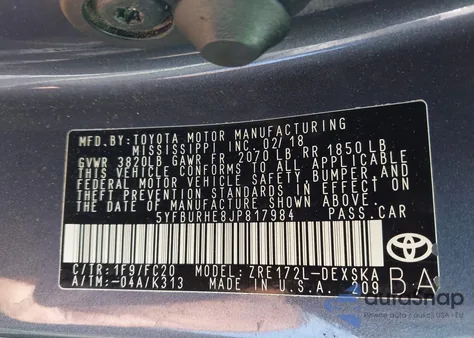 MFD.BY:TOYOTA MOTOR MANUFACTURING
MISSISSIPPI INC. 02/18
GVWR 3820LB GAWR FR 2070 LB RR 1850 LB
THIS VEHICLE CONFORMS TO ALL APPLICABLE
FEDERAL MOTOR VEHICLE SAFETY, BUMPER, AND
THEFT PREVENTION STANDARDS IN EFFECT ON
THE DATE OF MANUFACTURE SHOWN ABOVE.
5YFBURHE8JP817984 PASS.CAR
C/TR:1F9/FC20 MODEL:ZRE172L-DEXSKA
A/TM:-04A/K313 MADE IN U.S.A. 209
BA
autoSnap